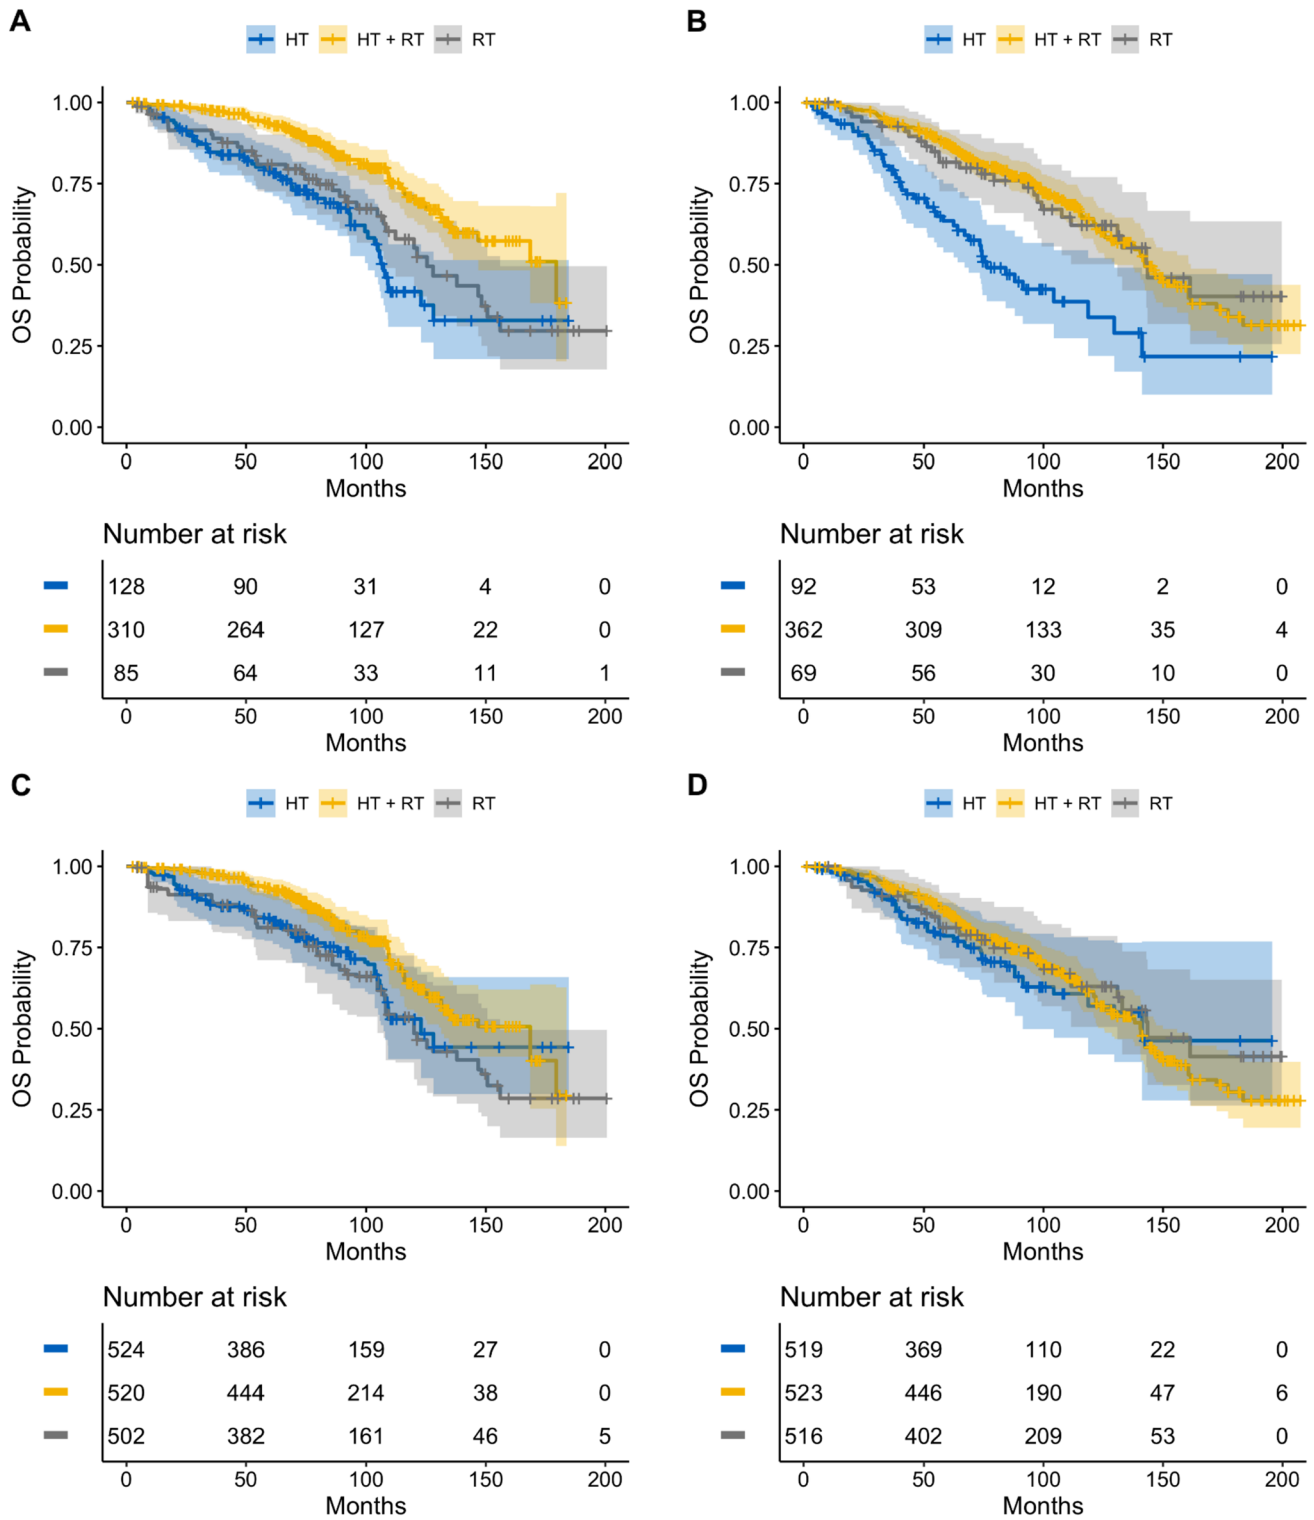 A
HT HT + RT RT
OS Probability
1.00
0.75
0.50
0.25
0.00
0 50 100 150 200
Months
Number at risk
128 90 31 4 0
310 264 127 22 0
85 64 33 11 1
0 50 100 150 200
Months
B
HT HT + RT RT
OS Probability
1.00
0.75
0.50
0.25
0.00
0 50 100 150 200
Months
Number at risk
92 53 12 2 0
362 309 133 35 4
69 56 30 10 0
0 50 100 150 200
Months
C
HT HT + RT RT
OS Probability
1.00
0.75
0.50
0.25
0.00
0 50 100 150 200
Months
Number at risk
524 386 159 27 0
520 444 214 38 0
502 382 161 46 5
0 50 100 150 200
Months
D
HT HT + RT RT
OS Probability
1.00
0.75
0.50
0.25
0.00
0 50 100 150 200
Months
Number at risk
519 369 110 22 0
523 446 190 47 6
516 402 209 53 0
0 50 100 150 200
Months